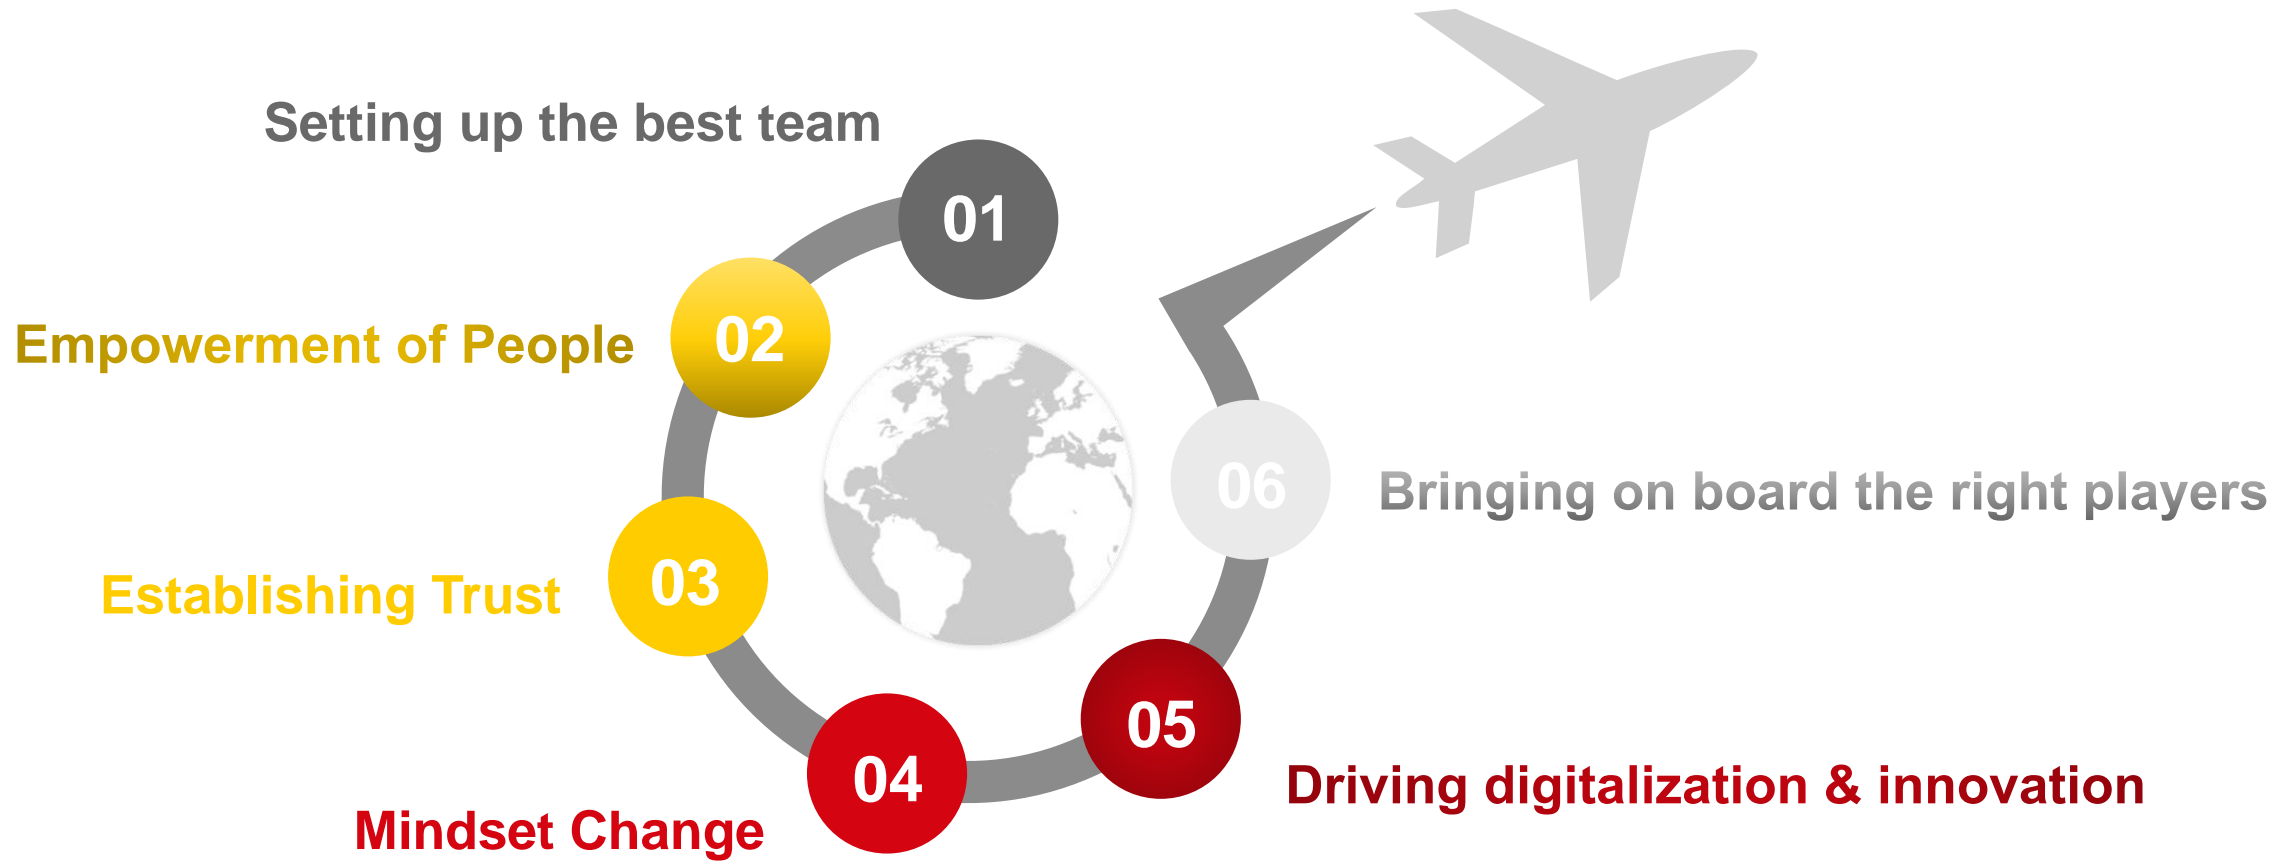 Setting up the best team
01
Empowerment of People
02
Establishing Trust
03
Mindset Change
04
05
Driving digitalization & innovation
06
Bringing on board the right players